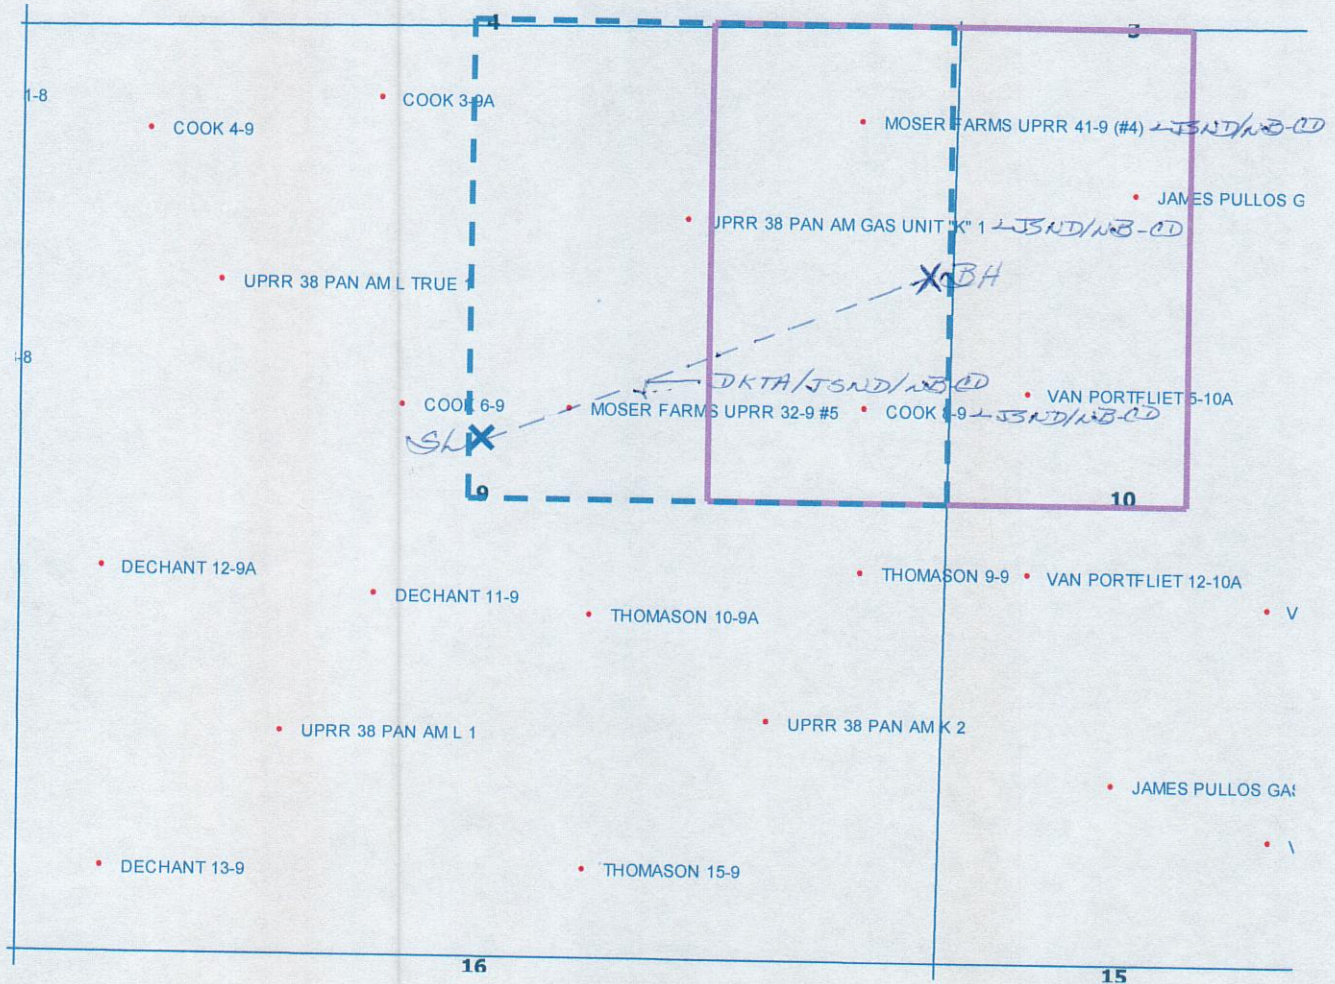 4
3
1-8
COOK 3-9A
COOK 4-9
MOSER FARMS UPRR 41-9 (#4) JSND/NB-CD
JAMES PULLOS G
UPRR 38 PAN AM GAS UNIT "K" 1 JSND/NB-CD
BH
UPRR 38 PAN AM L TRUE 1
-8
DKTA/JSND/NB-CD
VAN PORTFLIET 5-10A
COOK 6-9
MOSER FARMS UPRR 32-9 #5
COOK 8-9 JSND/NB-CD
SL
9
10
DECHANT 12-9A
DECHANT 11-9
THOMASON 9-9
VAN PORTFLIET 12-10A
THOMASON 10-9A
V
UPRR 38 PAN AM L 1
UPRR 38 PAN AM K 2
JAMES PULLOS GAS
DECHANT 13-9
THOMASON 15-9
16
15